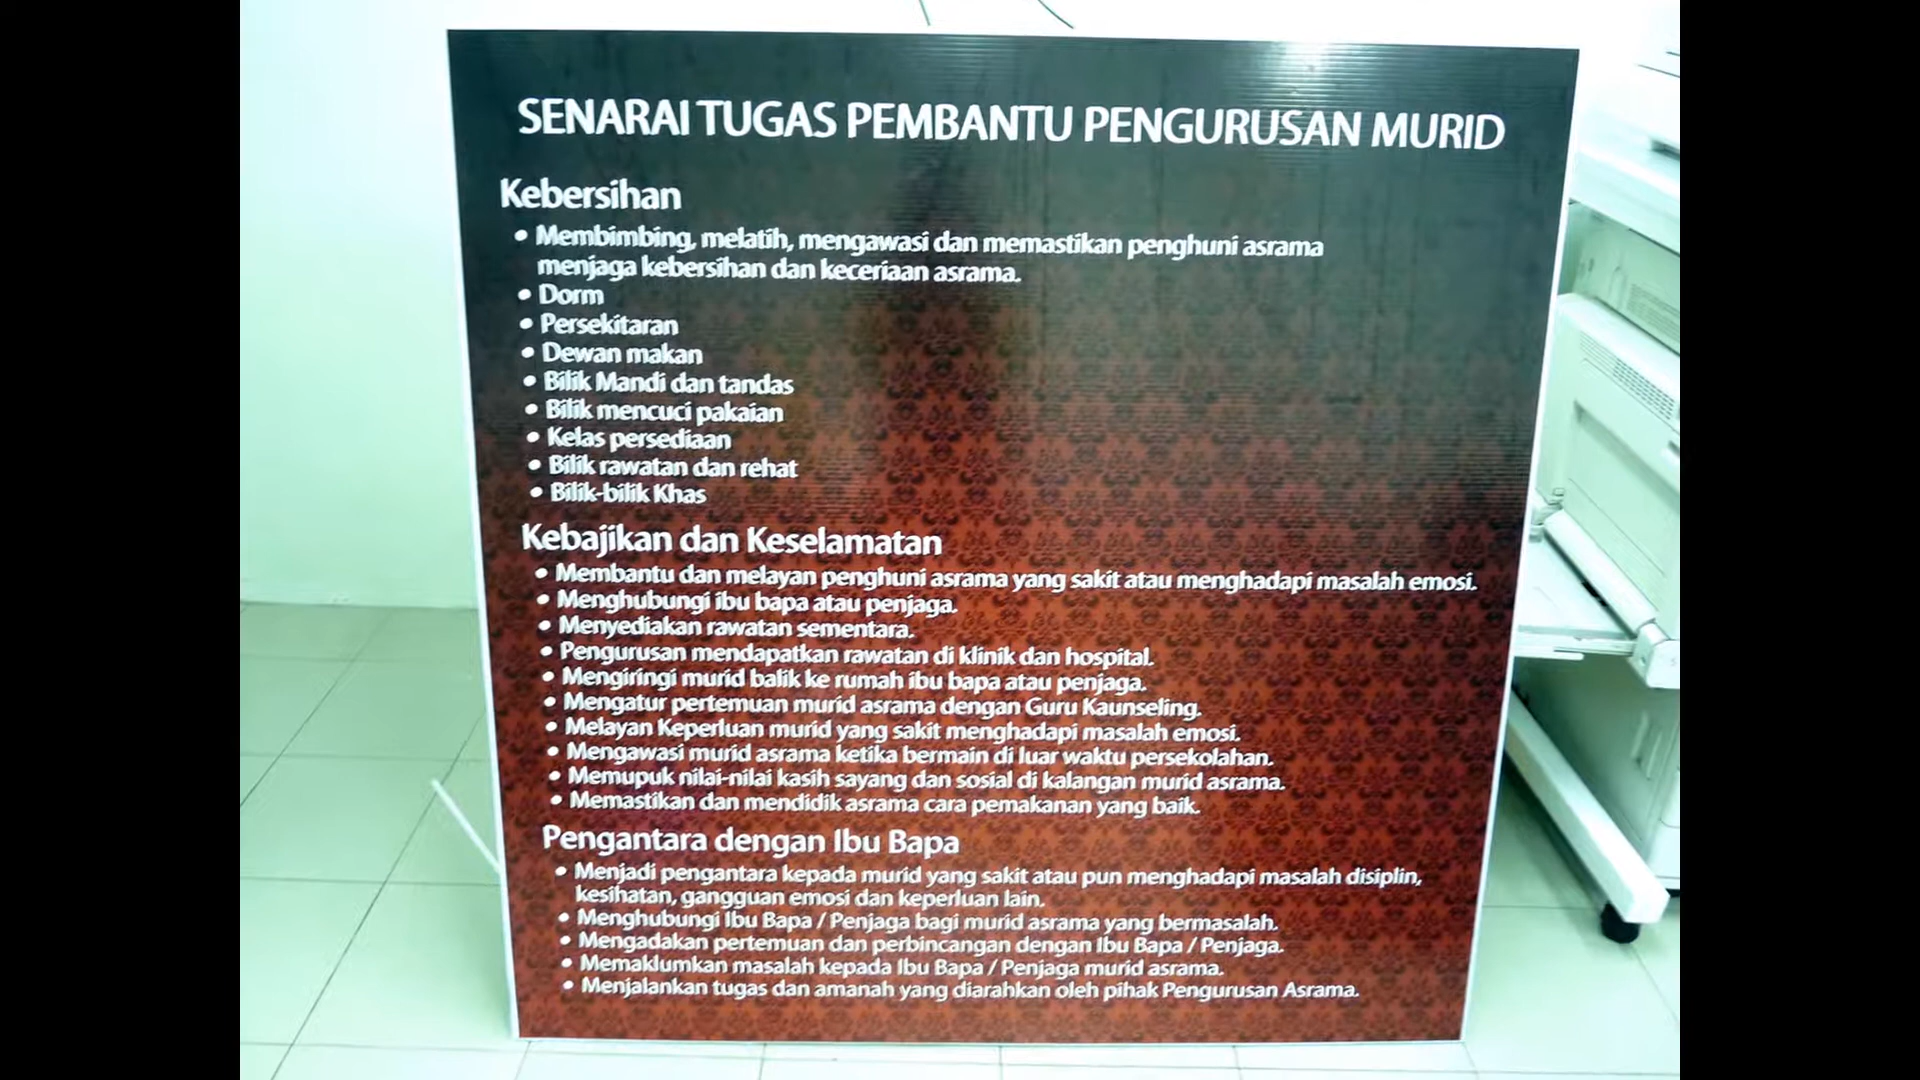 SENARAI TUGAS PEMBANTU PENGURUSAN MURID
Kebersihan
• Membimbing, melatih, mengawasi dan memastikan penghuni asrama
menjaga kebersihan dan keceriaan asrama.
• Dorm
• Persekitaran
• Dewan makan
• Bilik Mandi dan tandas
• Bilik mencuci pakaian
• Kelas persediaan
• Bilik rawatan dan rehat
• Bilik-bilik Khas
Kebajikan dan Keselamatan
• Membantu dan melayan penghuni asrama yang sakit atau menghadapi masalah emosi.
• Menghubungi ibu bapa atau penjaga.
• Menyediakan rawatan sementara.
• Pengurusan mendapatkan rawatan di klinik dan hospital.
• Mengiringi murid balik ke rumah ibu bapa atau penjaga.
• Mengatur pertemuan murid asrama dengan Guru Kaunseling.
• Melayan Keperluan murid yang sakit menghadapi masalah emosi.
• Mengawasi murid asrama ketika bermain di luar waktu persekolahan.
• Memupuk nilai-nilai kasih sayang dan sosial di kalangan murid asrama.
• Memastikan dan mendidik asrama cara pemakanan yang baik.
Pengantara dengan Ibu Bapa
• Menjadi pengantara kepada murid yang sakit atau pun menghadapi masalah disiplin,
kesihatan, gangguan emosi dan keperluan lain.
• Menghubungi Ibu Bapa / Penjaga bagi murid asrama yang bermasalah.
• Mengadakan pertemuan dan perbincangan dengan Ibu Bapa / Penjaga.
• Memaklumkan masalah kepada Ibu Bapa / Penjaga murid asrama.
• Menjalankan tugas dan amanah yang diarahkan oleh pihak Pengurusan Asrama.